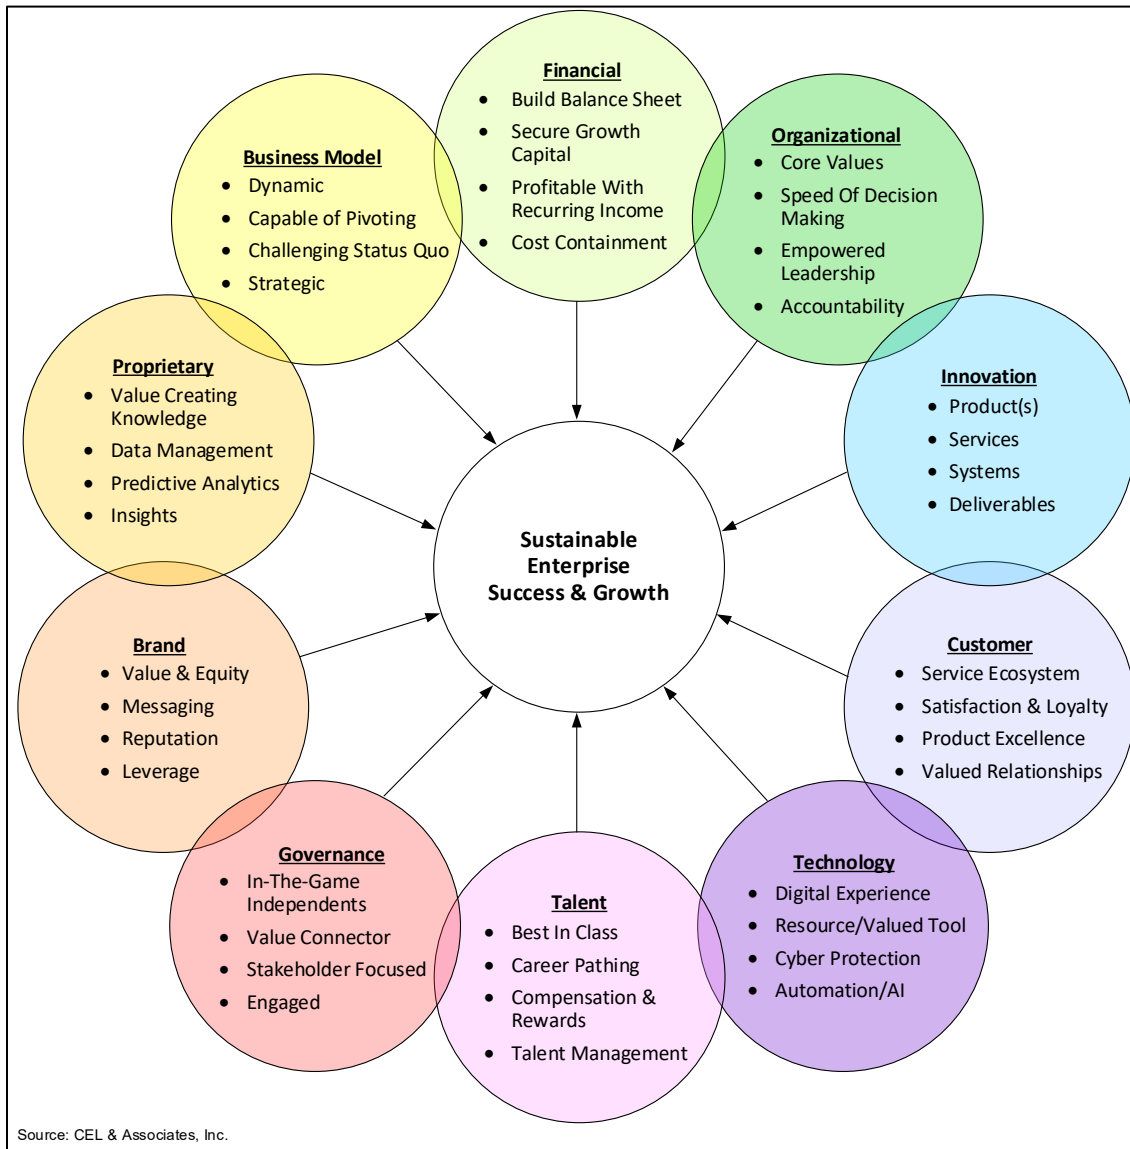 Financial
• Build Balance Sheet
• Secure Growth
Capital
• Profitable With
Recurring Income
• Cost Containment
Organizational
• Core Values
• Speed Of Decision
Making
• Empowered
Leadership
• Accountability
Innovation
• Product(s)
• Services
• Systems
• Deliverables
Customer
• Service Ecosystem
• Satisfaction & Loyalty
• Product Excellence
• Valued Relationships
Technology
• Digital Experience
• Resource/Valued Tool
• Cyber Protection
• Automation/AI
Talent
• Best In Class
• Career Pathing
• Compensation &
Rewards
• Talent Management
Governance
• In-The-Game
Independents
• Value Connector
• Stakeholder Focused
• Engaged
Brand
• Value & Equity
• Messaging
• Reputation
• Leverage
Proprietary
• Value Creating
Knowledge
• Data Management
• Predictive Analytics
• Insights
Business Model
• Dynamic
• Capable of Pivoting
• Challenging Status Quo
• Strategic
Sustainable
Enterprise
Success & Growth
Source: CEL & Associates, Inc.